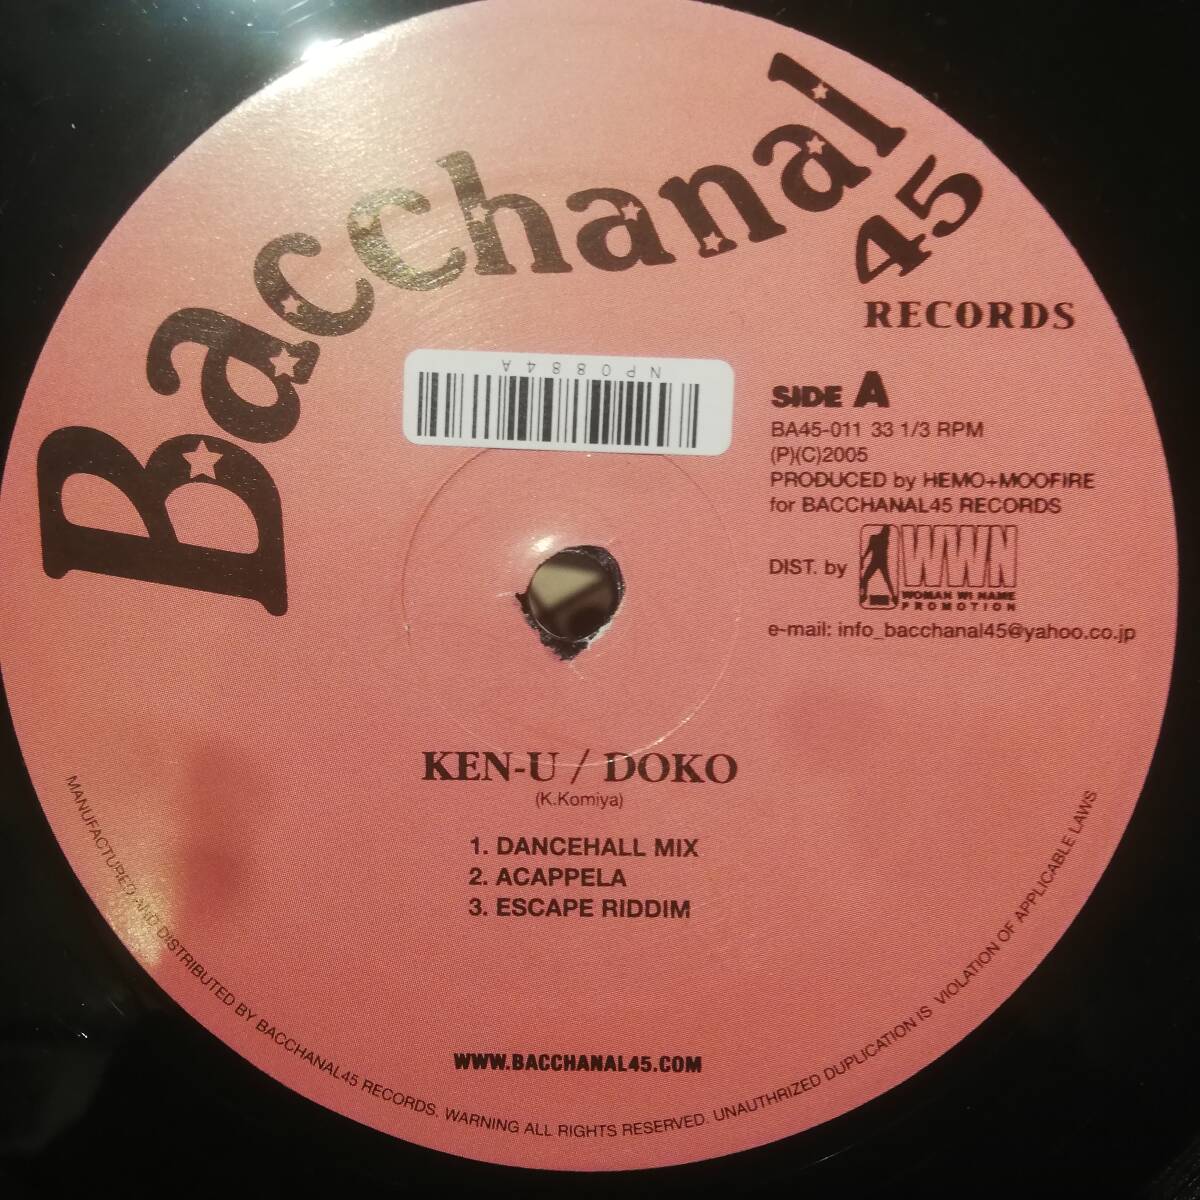 Bacchanal
45
RECORDS
NP0884A
SIDE A
BA45-011 33 1/3 RPM
(P)(C)2005
PRODUCED by HEMO+MOOFIRE
for BACCHANAL45 RECORDS
DIST. by
WWN
WOMAN WI NAME
PROMOTION
e-mail: info_bacchanal45@yahoo.co.jp
KEN-U / DOKO
(K.Komiya)
1. DANCEHALL MIX
2. ACAPPELA
3. ESCAPE RIDDIM
WWW.BACCHANAL45.COM
MANUFACTURED AND DISTRIBUTED BY BACCHANAL45 RECORDS. WARNING ALL RIGHTS RESERVED. UNAUTHORIZED DUPLICATION IS VIOLATION OF APPLICABLE LAWS